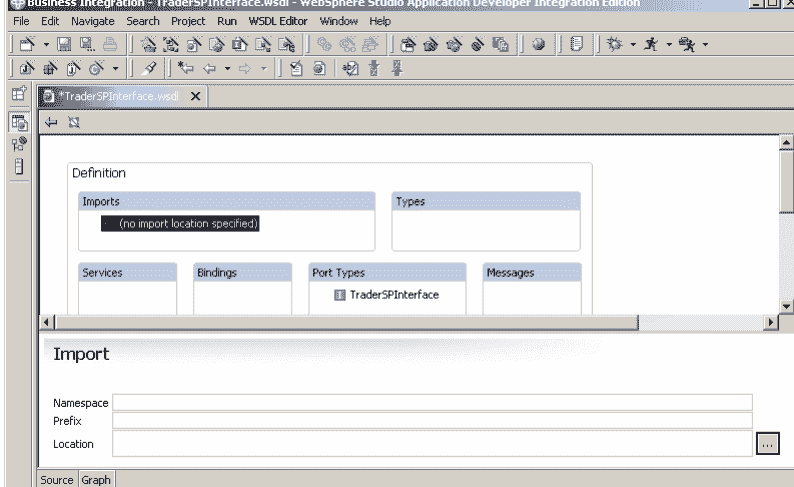 Business Integration - TraderSPInterface.wsdl - WebSphere Studio Application Developer Integration Edition
File Edit Navigate Search Project Run WSDL Editor Window Help
*TraderSPInterface.wsdl
Definition
Imports Types
(no import location specified)
Services Bindings Port Types Messages
TraderSPInterface
Import
Namespace
Prefix
Location ...
Source Graph